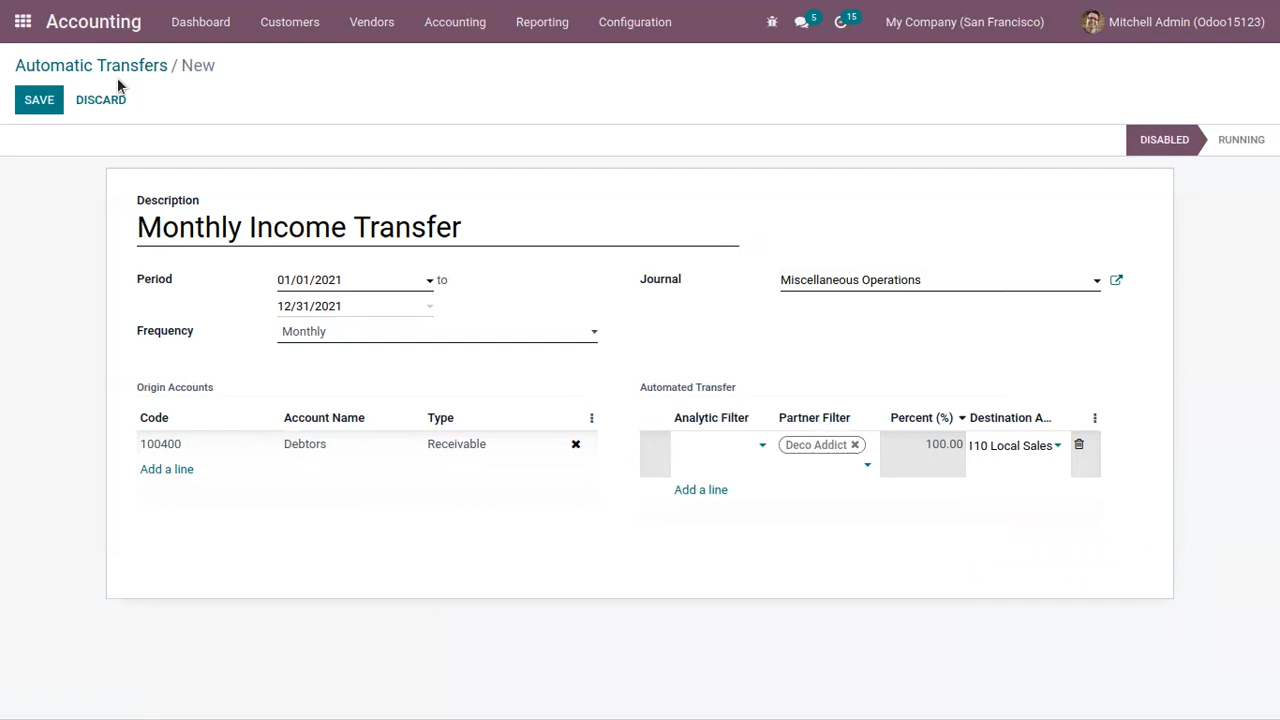 Accounting Dashboard Customers Vendors Accounting Reporting Configuration 5 15 My Company (San Francisco) Mitchell Admin (Odoo15123)
Automatic Transfers / New
SAVE DISCARD
DISABLED RUNNING
Description
Monthly Income Transfer
Period 01/01/2021 to Journal Miscellaneous Operations
12/31/2021
Frequency Monthly
Origin Accounts Automated Transfer
Code Account Name Type Analytic Filter Partner Filter Percent (%) Destination A...
100400 Debtors Receivable Deco Addict 100.00 110 Local Sales
Add a line
Add a line